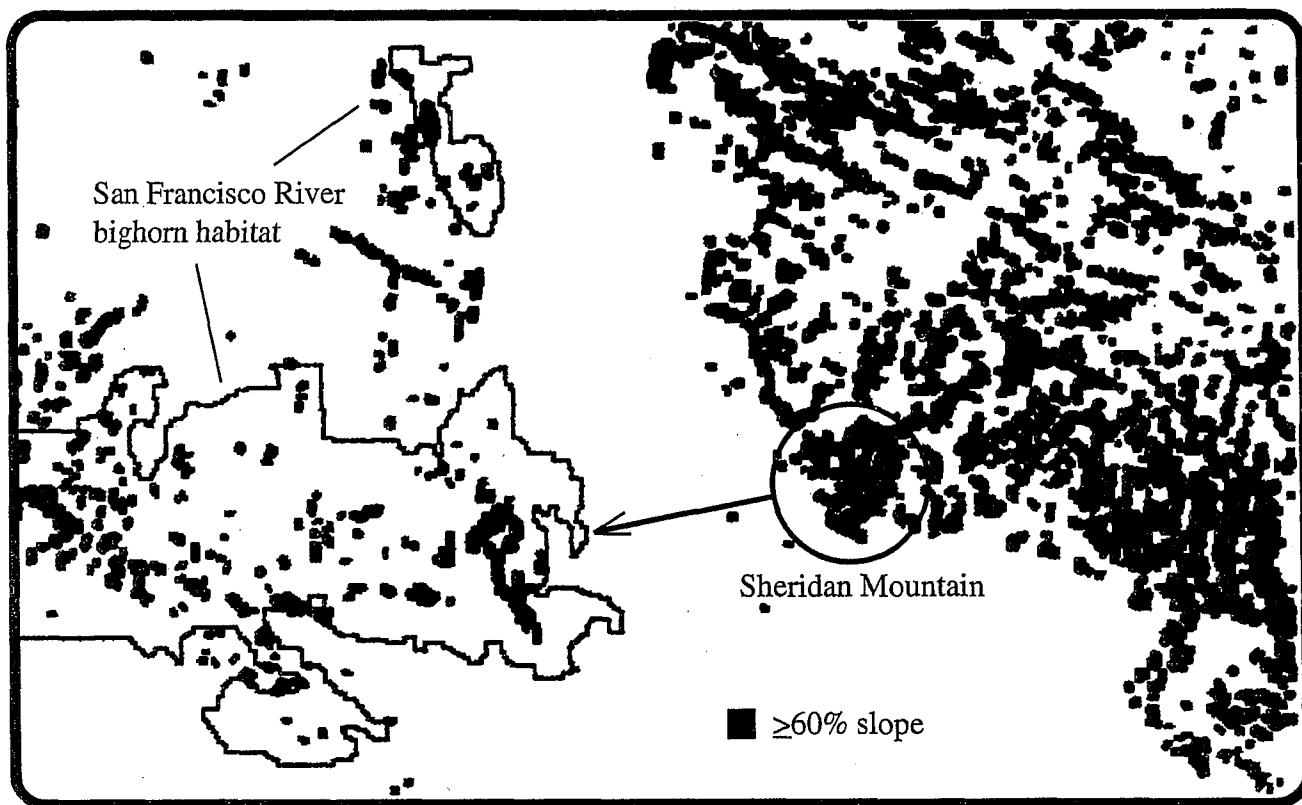 San Francisco River
bighorn habitat
Sheridan Mountain
≥60% slope